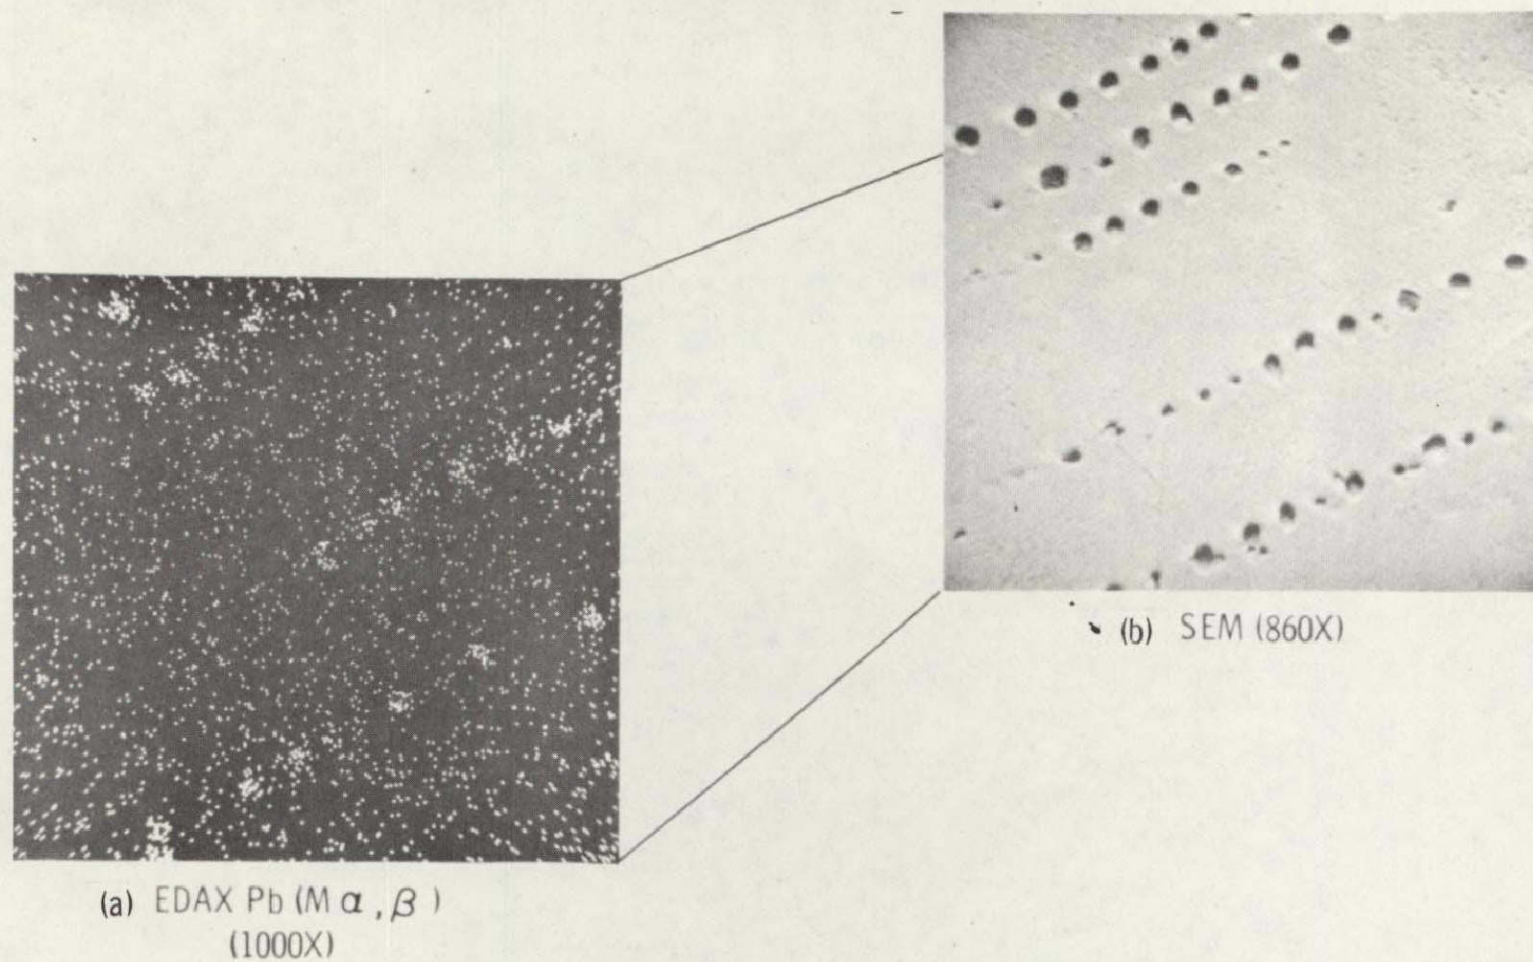 (a) EDAX Pb (M α, β)
(1000X)
(b) SEM (860X)